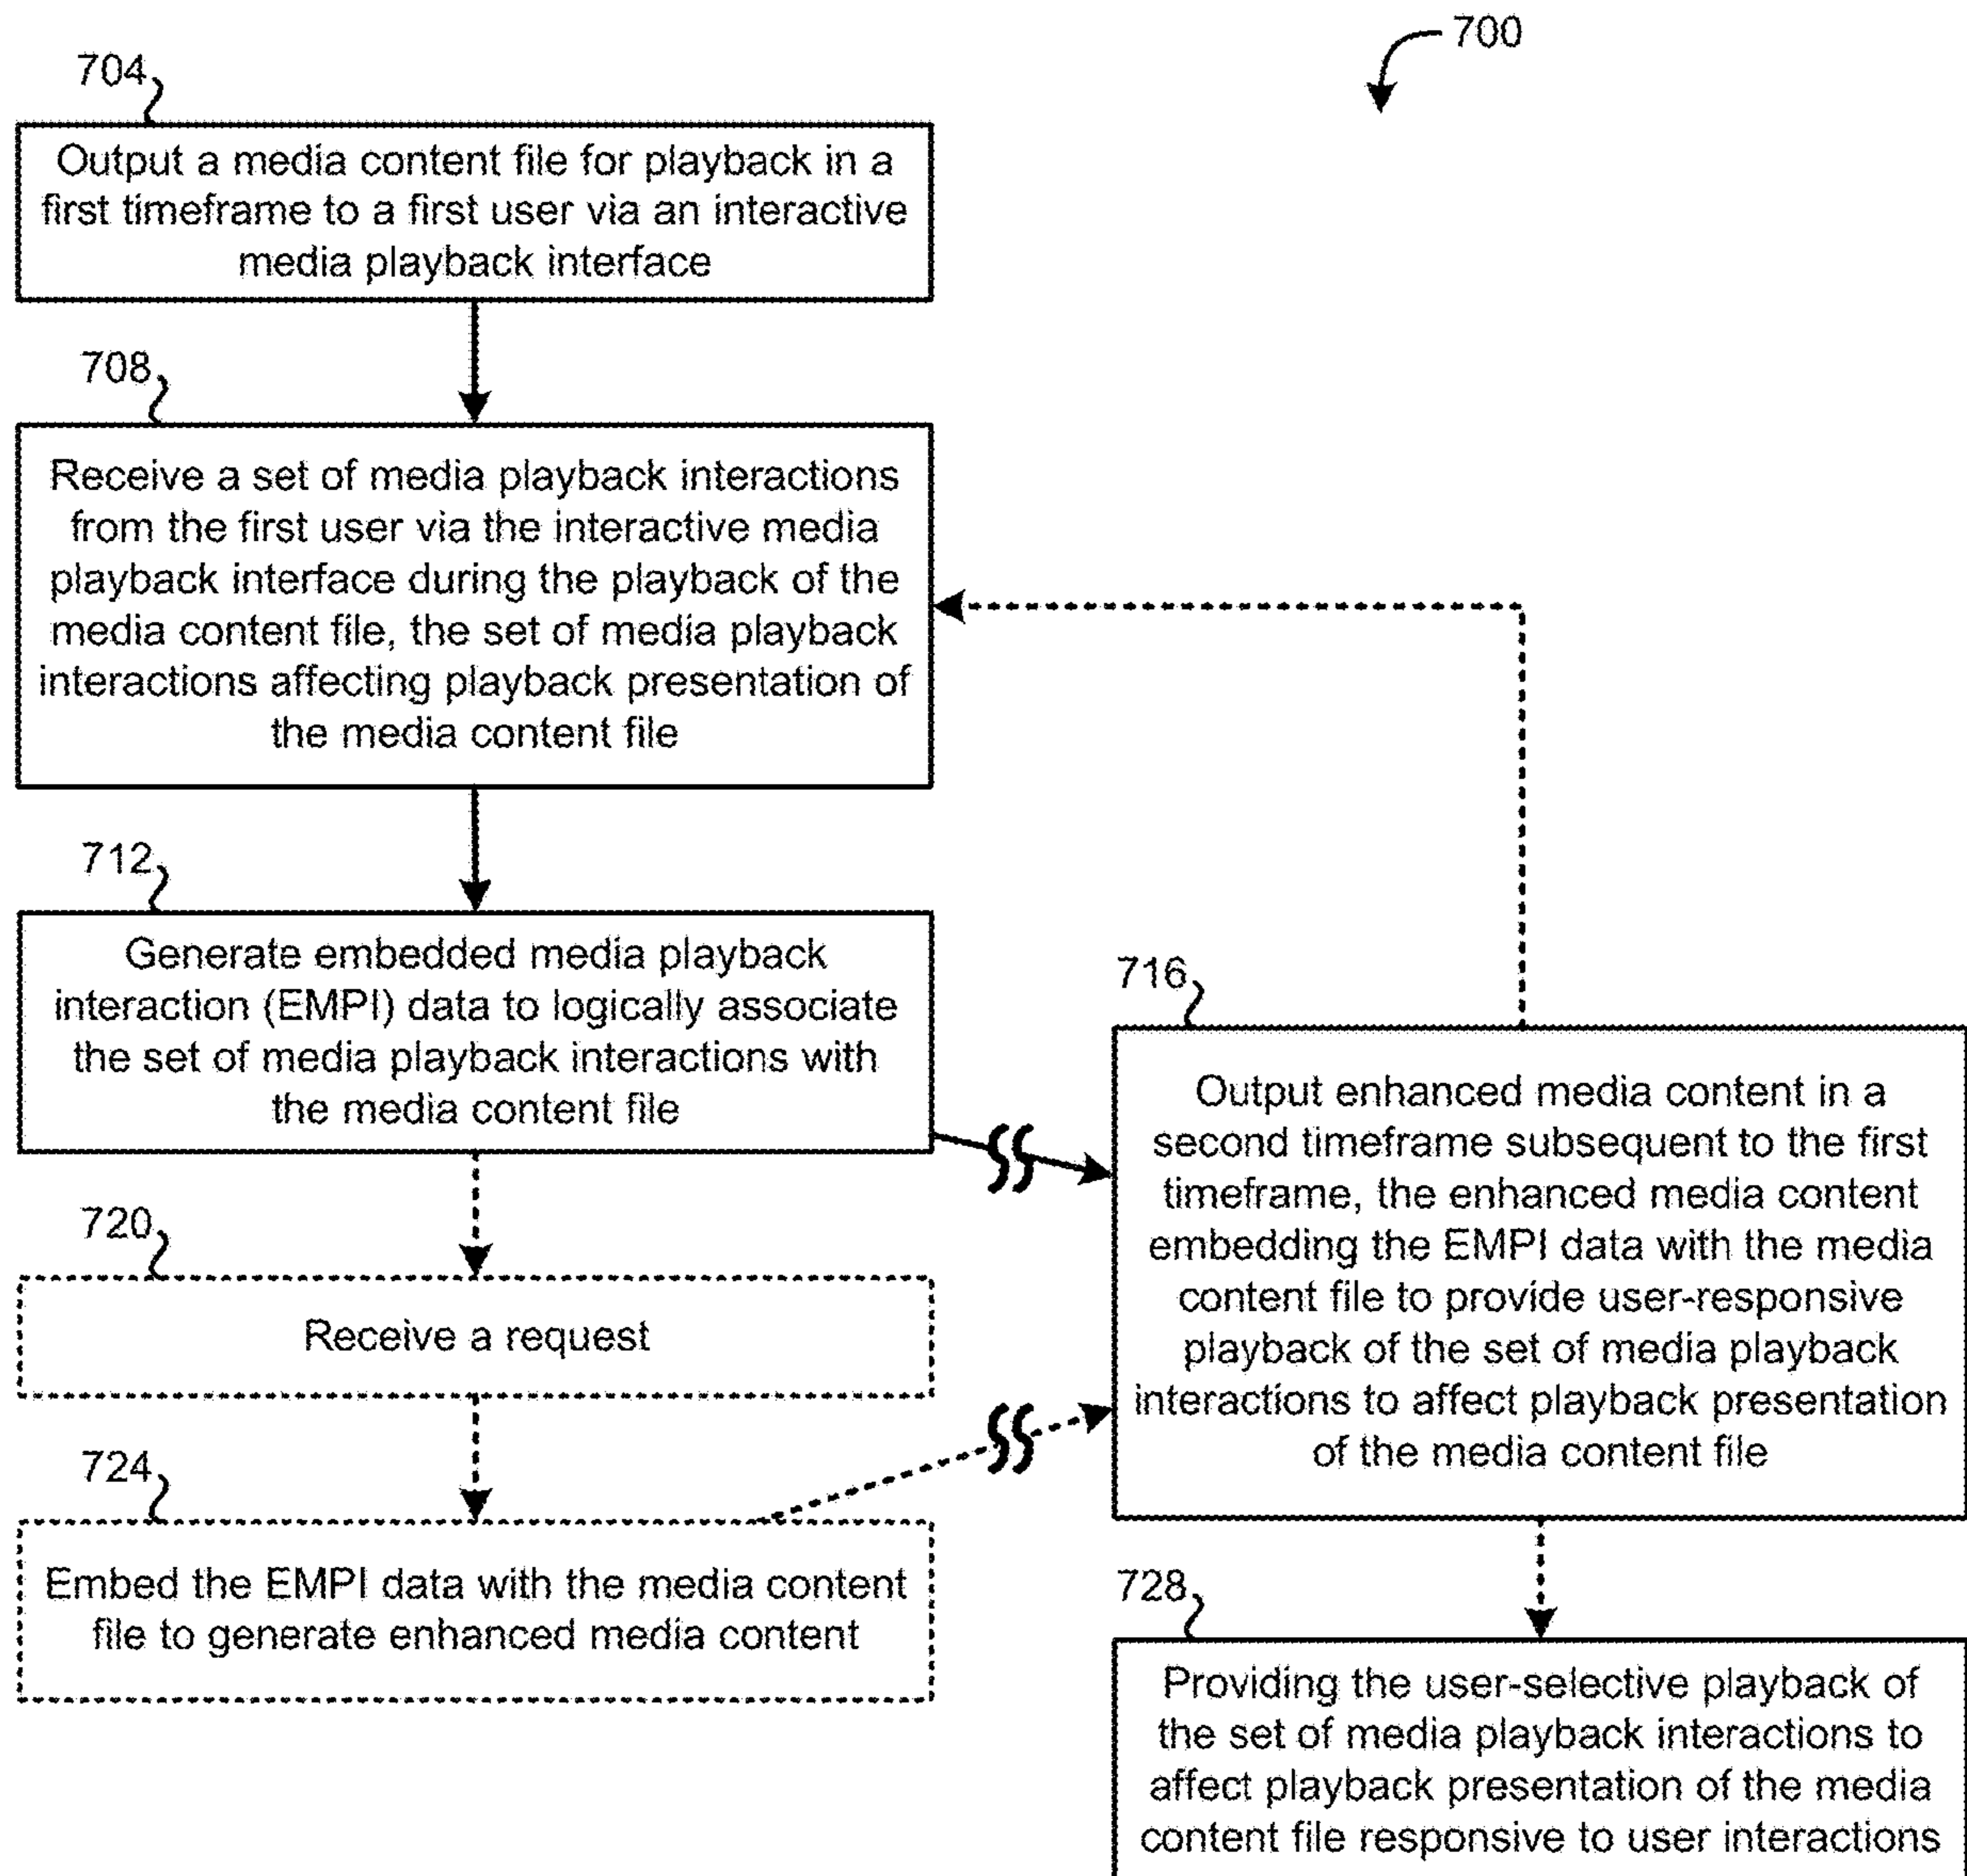 700
704
Output a media content file for playback in a
first timeframe to a first user via an interactive
media playback interface
708
Receive a set of media playback interactions
from the first user via the interactive media
playback interface during the playback of the
media content file, the set of media playback
interactions affecting playback presentation of
the media content file
712
Generate embedded media playback
interaction (EMPI) data to logically associate
the set of media playback interactions with
the media content file
716
Output enhanced media content in a
second timeframe subsequent to the first
timeframe, the enhanced media content
embedding the EMPI data with the media
content file to provide user-responsive
playback of the set of media playback
interactions to affect playback presentation
of the media content file
720
Receive a request
724
Embed the EMPI data with the media content
file to generate enhanced media content
728
Providing the user-selective playback of
the set of media playback interactions to
affect playback presentation of the media
content file responsive to user interactions